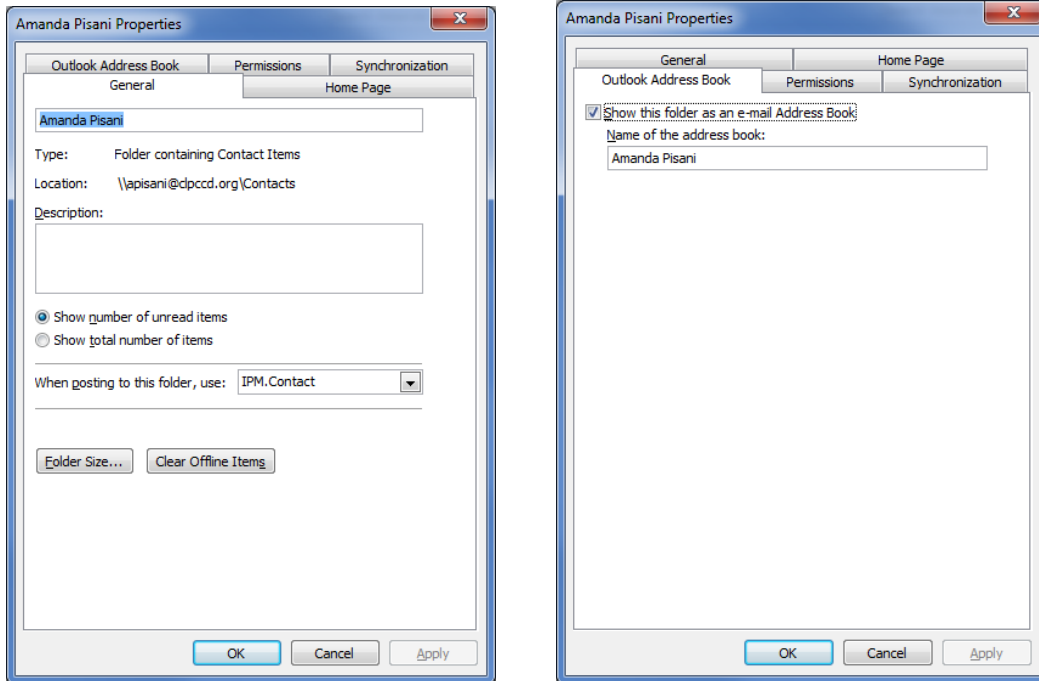 Amanda Pisani Properties
X
Outlook Address Book
Permissions
Synchronization
General
Home Page
Amanda Pisani
Type: Folder containing Contact Items
Location: \\apisani@clpccd.org\Contacts
Description:
Show number of unread items
Show total number of items
When posting to this folder, use: IPM.Contact
Folder Size...
Clear Offline Items
OK
Cancel
Apply
Amanda Pisani Properties
X
General
Home Page
Outlook Address Book
Permissions
Synchronization
Show this folder as an e-mail Address Book
Name of the address book:
Amanda Pisani
OK
Cancel
Apply